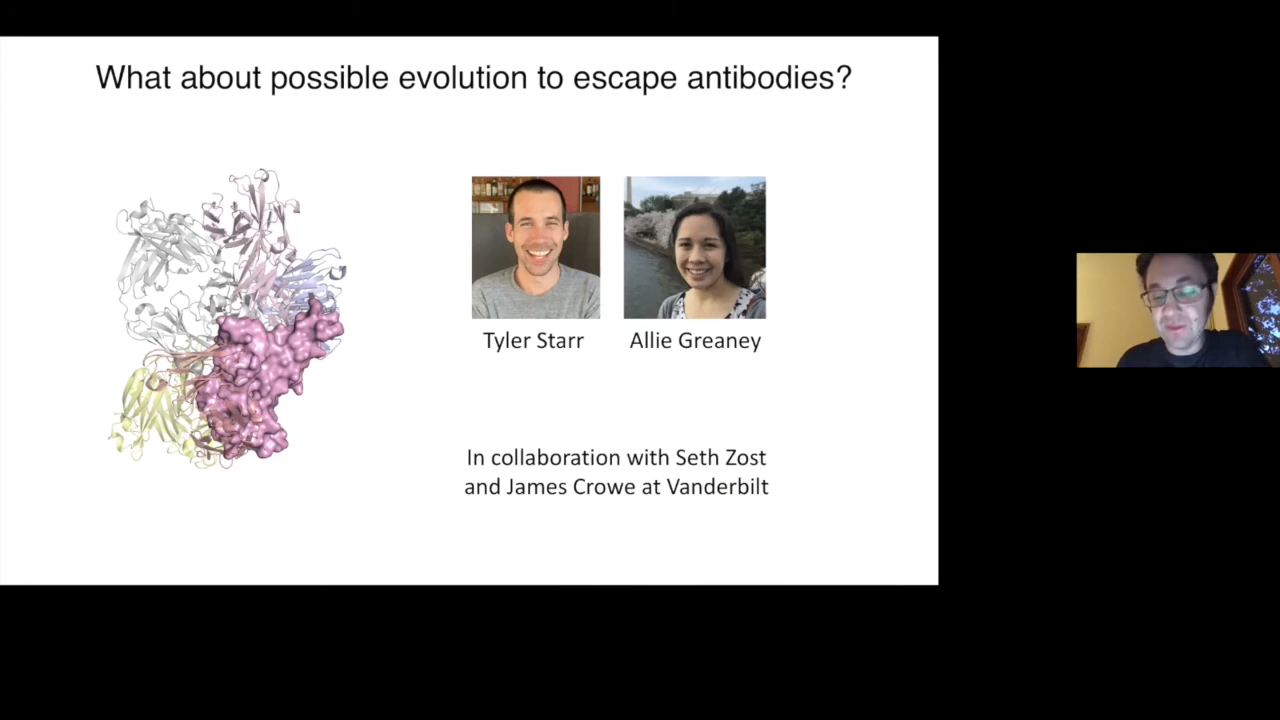 What about possible evolution to escape antibodies?
Tyler Starr
Allie Greaney
In collaboration with Seth Zost
and James Crowe at Vanderbilt